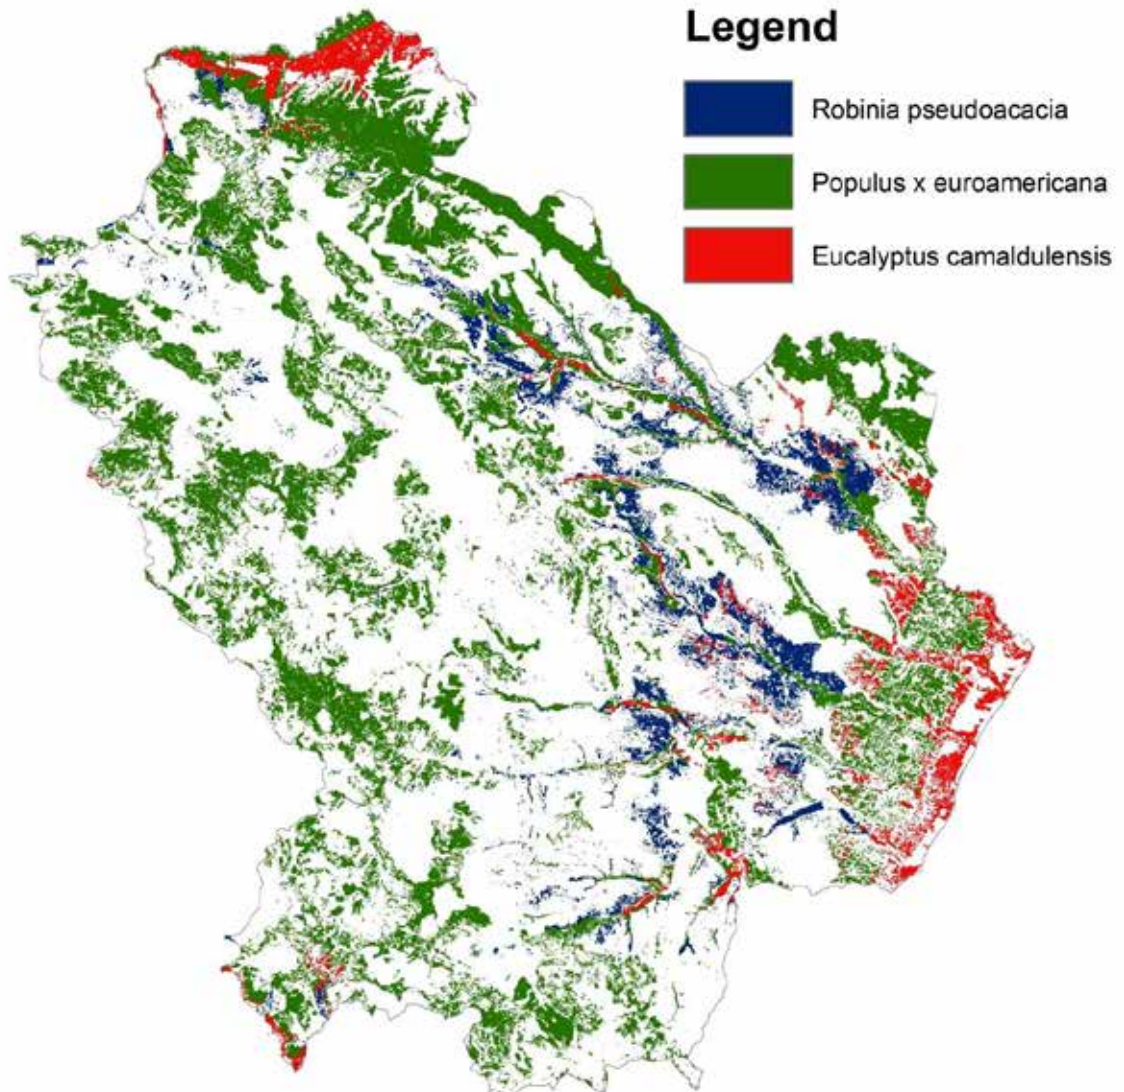 Legend
Robinia pseudoacacia
Populus x euroamericana
Eucalyptus camaldulensis